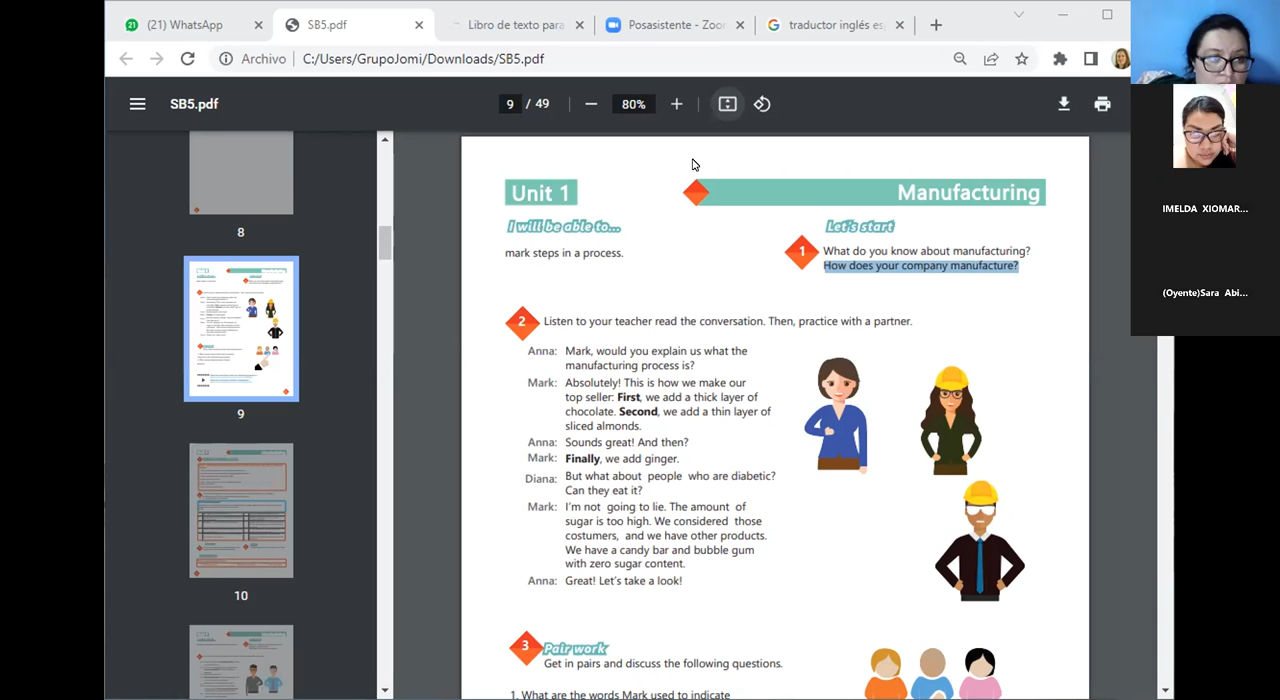 (21) WhatsApp
SB5.pdf
Libro de texto para
Posasistente - Zoor
traductor inglés es
Archivo
C:/Users/GrupoJomi/Downloads/SB5.pdf
SB5.pdf
9 / 49
80%
8
9
10
Unit 1
Manufacturing
I will be able to...
mark steps in a process.
Let's start
1
What do you know about manufacturing?
How does your company manufacture?
2
Listen to your teacher read the conversation. Then, practice with a partner.
Anna: Mark, would you explain us what the
manufacturing process is?
Mark: Absolutely! This is how we make our
top seller: First, we add a thick layer of
chocolate. Second, we add a thin layer of
sliced almonds.
Anna: Sounds great! And then?
Mark: Finally, we add ginger.
Diana: But what about people who are diabetic?
Can they eat it?
Mark: I'm not going to lie. The amount of
sugar is too high. We considered those
costumers, and we have other products.
We have a candy bar and bubble gum
with zero sugar content.
Anna: Great! Let's take a look!
3
Pair work
Get in pairs and discuss the following questions.
1. What are the words Mark used to indicate
IMELDA XIOMAR...
(Oyente)Sara Abi...